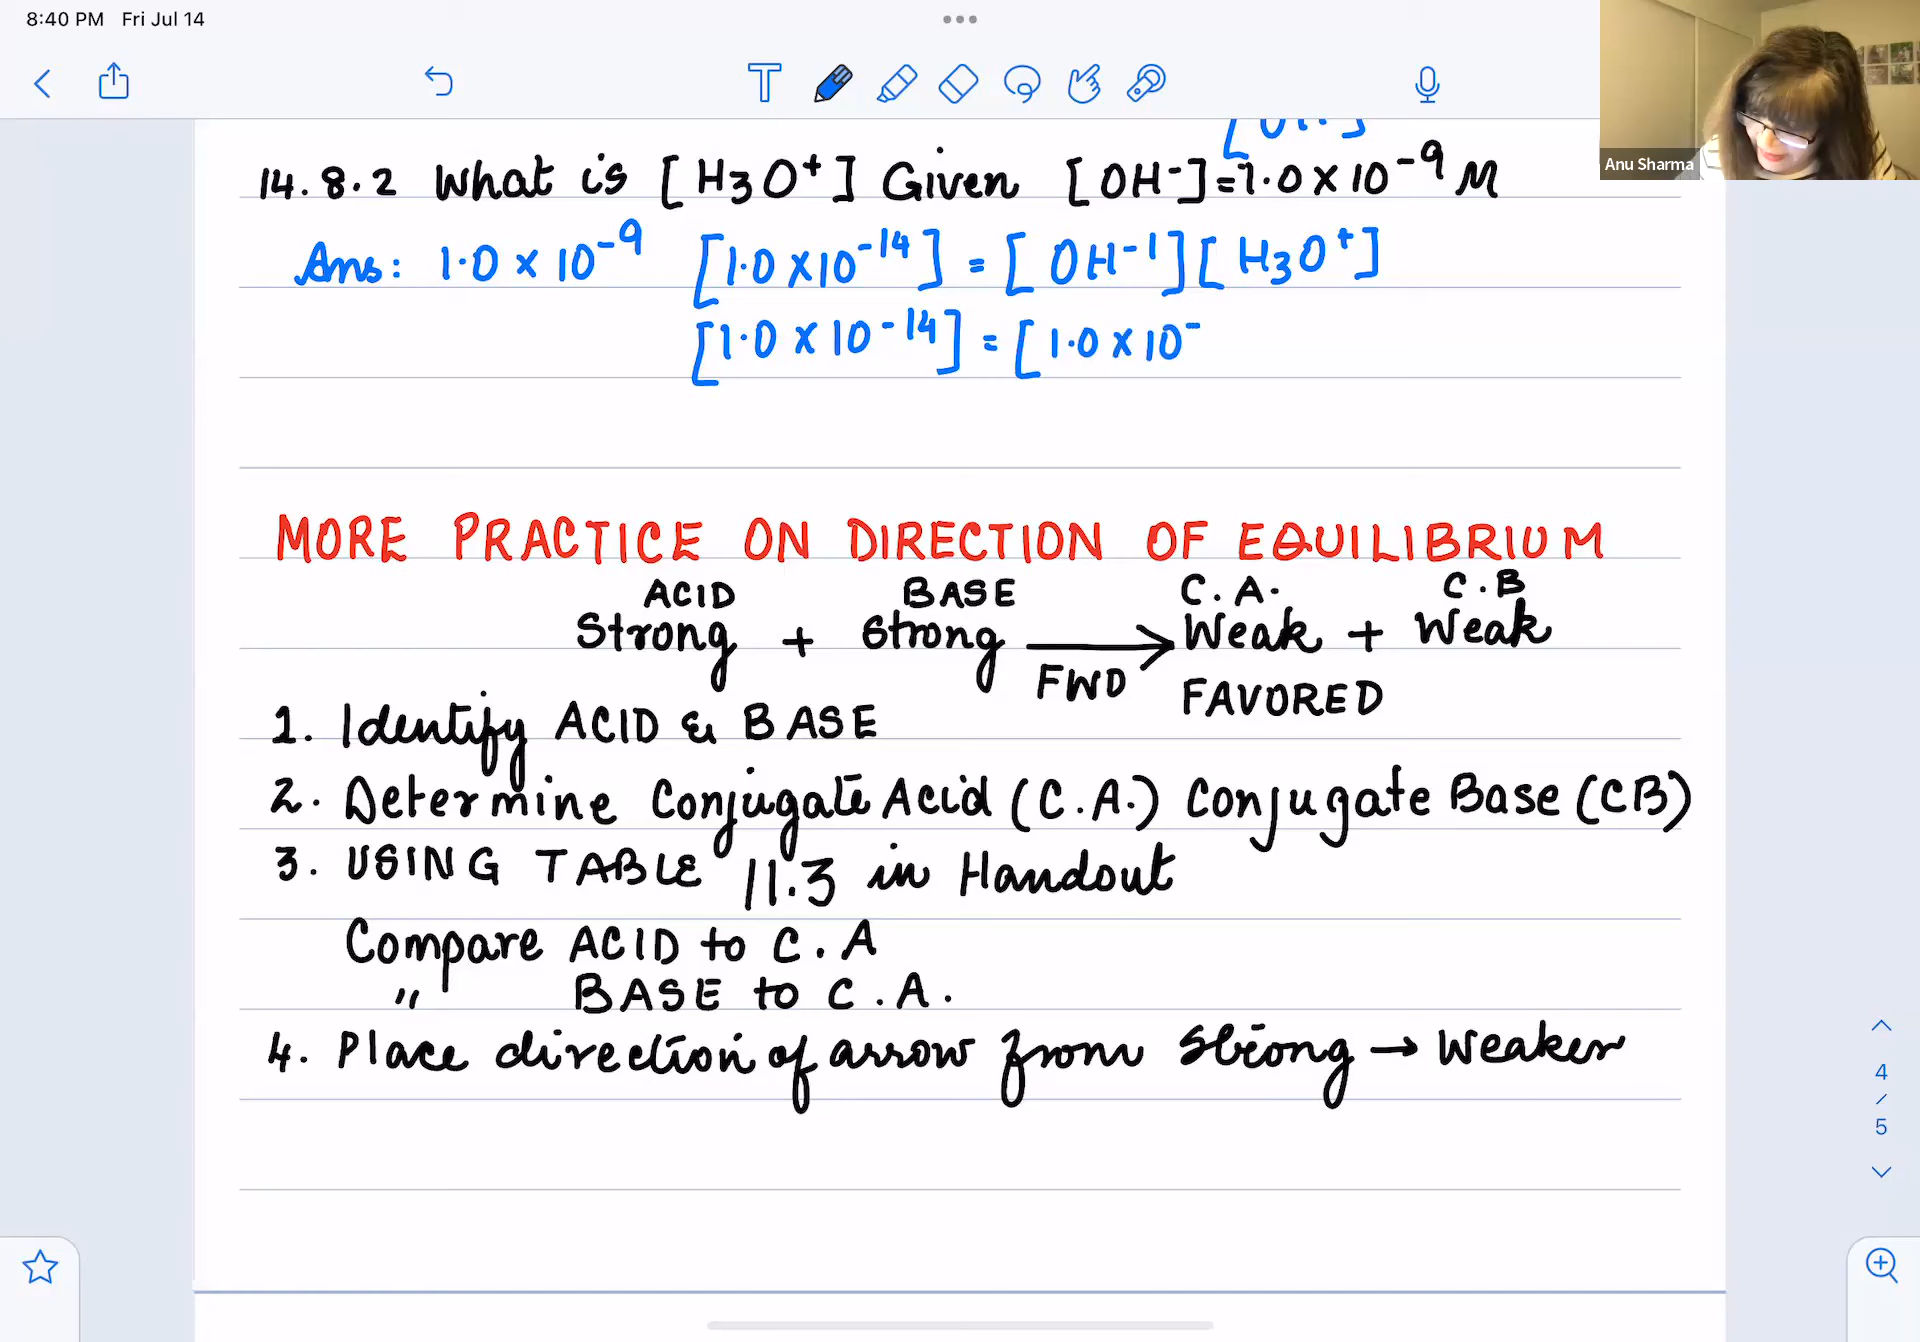 8:40 PM Fri Jul 14
Anu Sharma
14.8.2 What is [H3O+] Given [OH-]=1.0 x 10-9 M
Ans: 1.0 x 10-9 [1.0 x10-14] = [OH-1][H3O+]
[1.0 x 10-14] = [1.0 x 10-
MORE PRACTICE ON DIRECTION OF EQUILIBRIUM
ACID BASE C.A. C.B
Strong + Strong → Weak + Weak
FWD FAVORED
1. Identify ACID & BASE
2. Determine Conjugate Acid (C.A.) Conjugate Base (CB)
3. USING TABLE 11.3 in Handout
Compare ACID to C.A
" BASE to C.A.
4. Place direction of arrow from Strong → Weaker
4
/
5